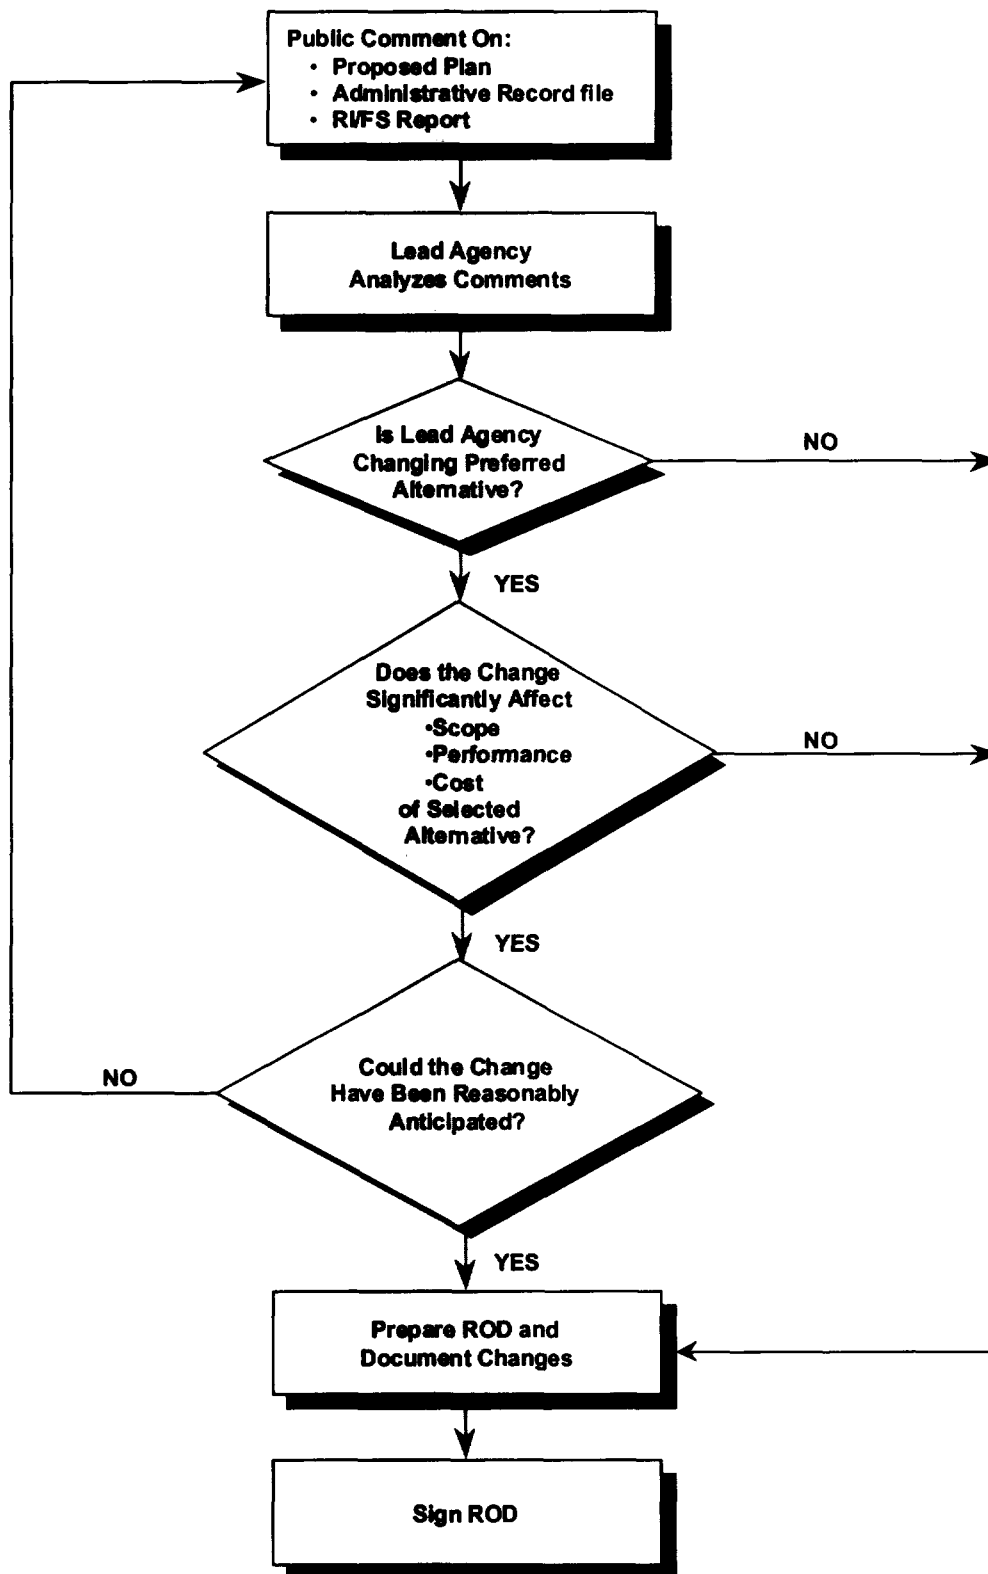 Public Comment On:
• Proposed Plan
• Administrative Record file
• RI/FS Report
Lead Agency
Analyzes Comments
Is Lead Agency
Changing Preferred
Alternative?
NO
YES
Does the Change
Significantly Affect
•Scope
•Performance
•Cost
of Selected
Alternative?
NO
YES
Could the Change
Have Been Reasonably
Anticipated?
NO
YES
Prepare ROD and
Document Changes
Sign ROD